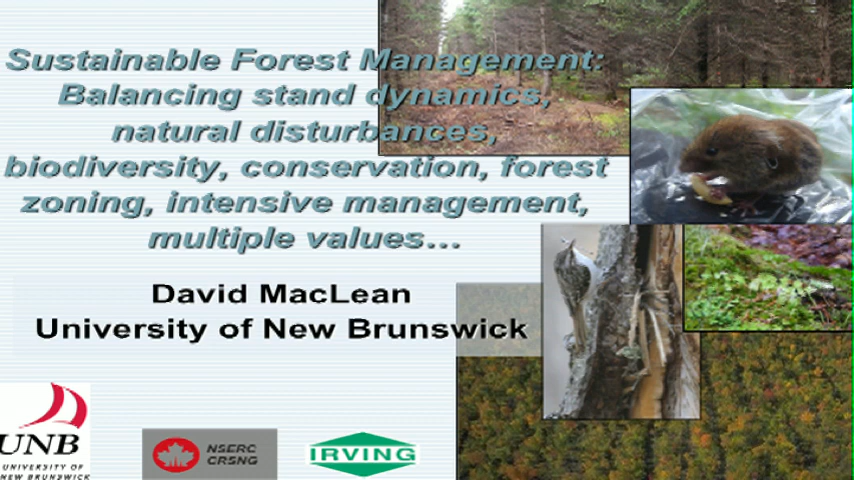 Sustainable Forest Management:
Balancing stand dynamics,
natural disturbances,
biodiversity, conservation, forest
zoning, intensive management,
multiple values...
David MacLean
University of New Brunswick
UNB
UNIVERSITY OF
NEW BRUNSWICK
NSERC
CRSNG
IRVING